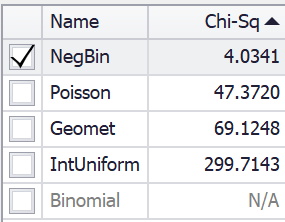 Name Chi-Sq
NegBin 4.0341
Poisson 47.3720
Geomet 69.1248
IntUniform 299.7143
Binomial N/A